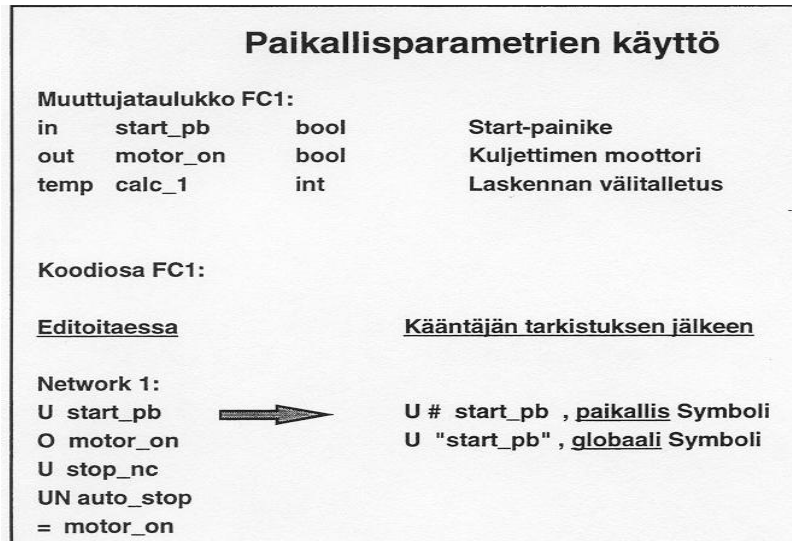 Paikallisparametrien käyttö
Muuttujataulukko FC1:
in start_pb bool Start-painike
out motor_on bool Kuljettimen moottori
temp calc_1 int Laskennan välitalletus
Koodiosa FC1:
Editoitaessa Kääntäjän tarkistuksen jälkeen
Network 1:
U start_pb U # start_pb , paikallis Symboli
O motor_on U "start_pb" , globaali Symboli
U stop_nc
UN auto_stop
= motor_on